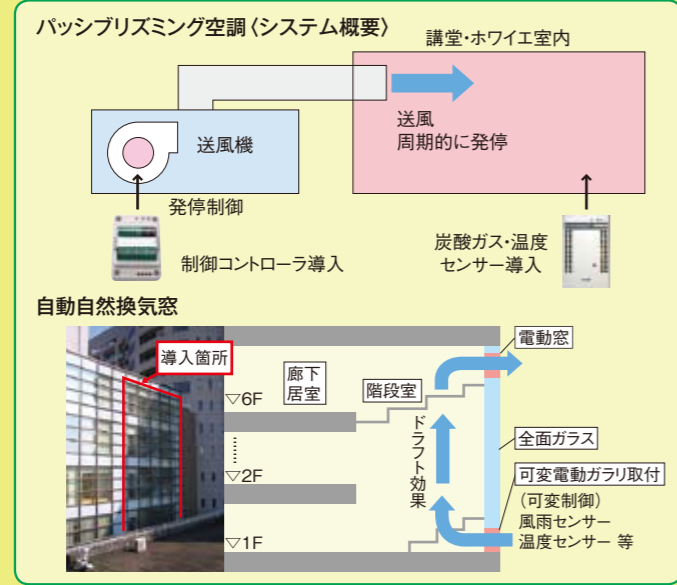 パッシブリズミング空調〈システム概要〉
講堂・ホワイエ室内
送風機
送風
周期的に発停
発停制御
制御コントローラ導入
炭酸ガス・温度
センサー導入
自動自然換気窓
導入箇所
廊下
居室
階段室
電動窓
▽6F
ドラフト効果
全面ガラス
▽2F
可変電動ガラリ取付
(可変制御)
風雨センサー
温度センサー 等
▽1F